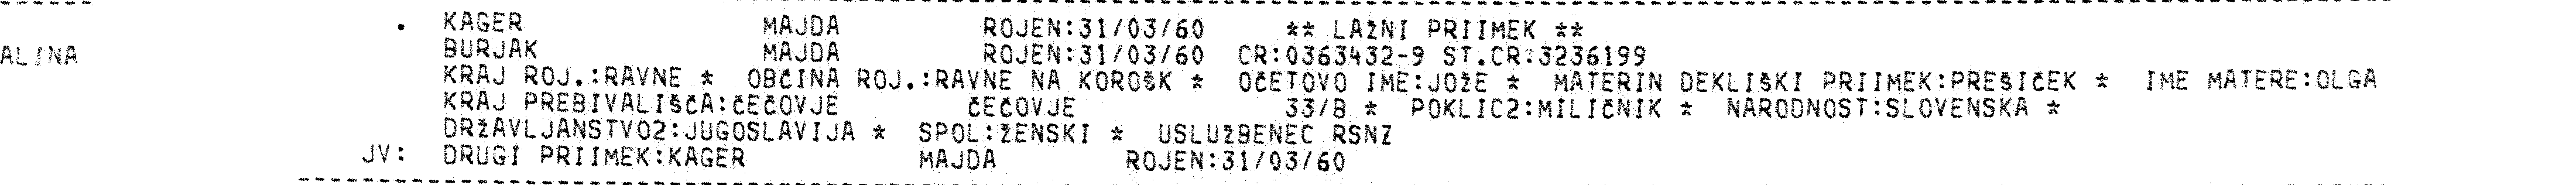 . KAGER MAJDA ROJEN:31/03/60 ** LAŽNI PRIIMEK **
ALINA BURJAK MAJDA ROJEN:31/03/60 CR:0363432-9 ST.CR:3236199
KRAJ ROJ.:RAVNE * OBČINA ROJ.:RAVNE NA KOROŠK * OČETOVO IME:JOŽE * MATERIN DEKLIŠKI PRIIMEK:PREŠIČEK * IME MATERE:OLGA
KRAJ PREBIVALIŠČA:ČEČOVJE ČEČOVJE 33/B * POKLIC2:MILIČNIK * NARODNOST:SLOVENSKA *
DRŽAVLJANSTVO2:JUGOSLAVIJA * SPOL:ŽENSKI * USLUŽBENEC RSNZ
JV: DRUGI PRIIMEK:KAGER MAJDA ROJEN:31/03/60